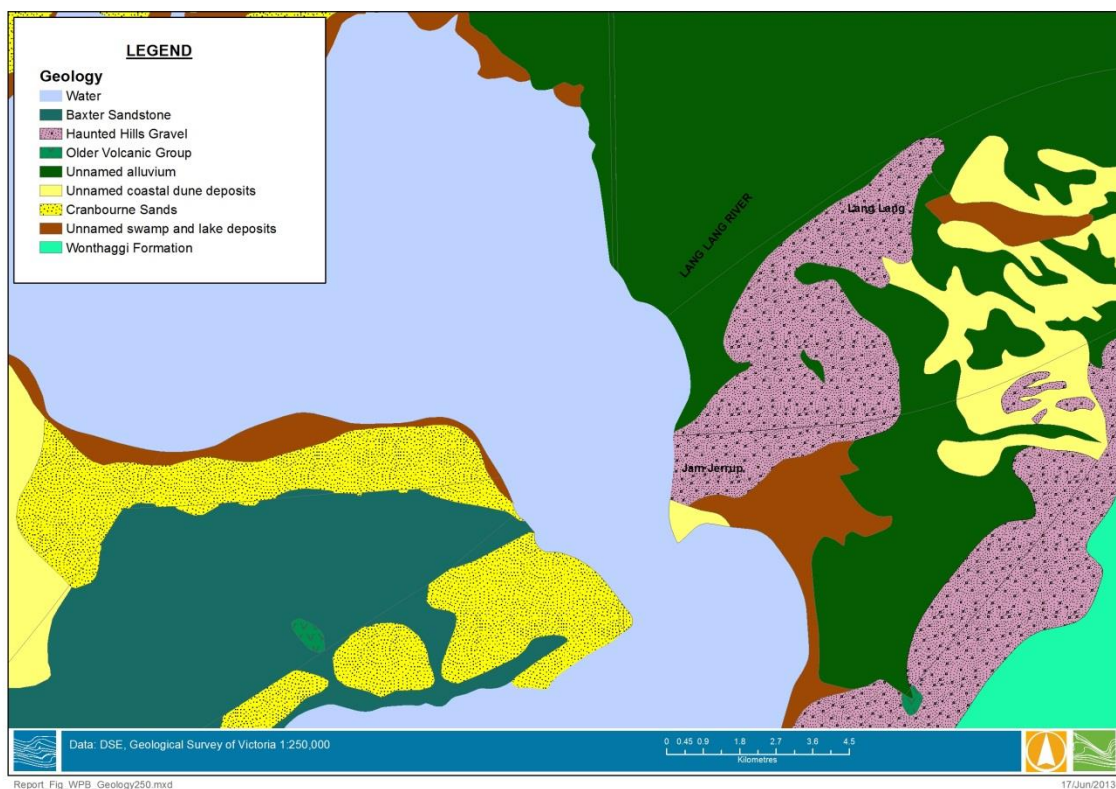 LEGEND
Geology
Water
Baxter Sandstone
Haunted Hills Gravel
Older Volcanic Group
Unnamed alluvium
Unnamed coastal dune deposits
Cranbourne Sands
Unnamed swamp and lake deposits
Wonthaggi Formation
LANG LANG RIVER
Lang Lang
Jam Jerrup
Data: DSE, Geological Survey of Victoria 1:250,000
0 0.45 0.9 1.8 2.7 3.6 4.5
Kilometres
Report_Fig_WPB_Geology250.mxd
17/Jun/2013